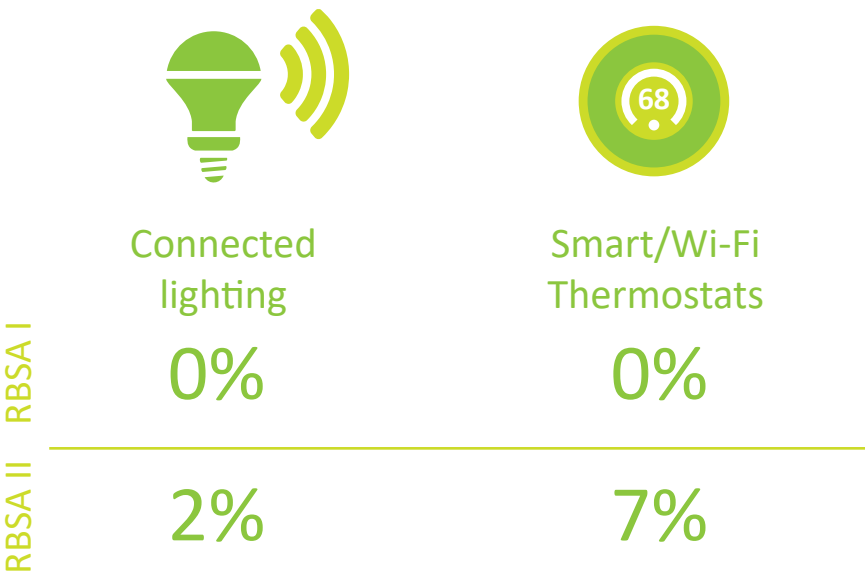 68
Connected
lighting
Smart/Wi-Fi
Thermostats
RBSA I
0%
0%
RBSA II
2%
7%